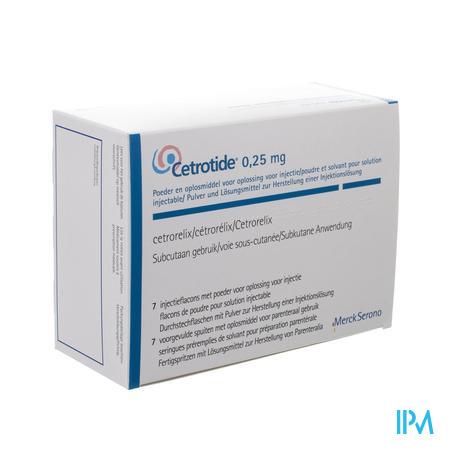 Cetrotide® 0,25 mg
Poeder en oplosmiddel voor oplossing voor injectie/poudre et solvant pour solution
injectable/ Pulver und Lösungsmittel zur Herstellung einer Injektionslösung
cetrorelix/cétrorélix/Cetrorelix
Subcutaan gebruik/voie sous-cutanée/Subkutane Anwendung
7 injectieflacons met poeder voor oplossing voor injectie
flacons de poudre pour solution injectable
Durchstechflaschen mit Pulver zur Herstellung einer Injektionslösung
7 voorgevulde spuiten met oplosmiddel voor parenteraal gebruik
seringues préremplies de solvant pour préparation parentérale
Fertigspritzen mit Lösungsmittel zur Herstellung von Parenteralia
MerckSerono
IPM